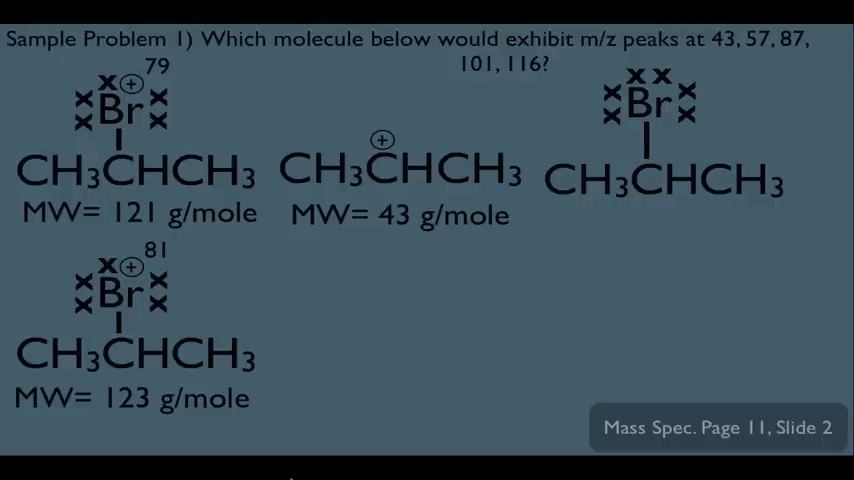 Sample Problem 1) Which molecule below would exhibit m/z peaks at 43, 57, 87,
101, 116?
79
x +
x Br x
x x
CH₃CHCH₃
MW= 121 g/mole
+
CH₃CHCH₃
MW= 43 g/mole
x x
x Br x
x x
CH₃CHCH₃
81
x +
x Br x
x x
CH₃CHCH₃
MW= 123 g/mole
Mass Spec. Page 11, Slide 2